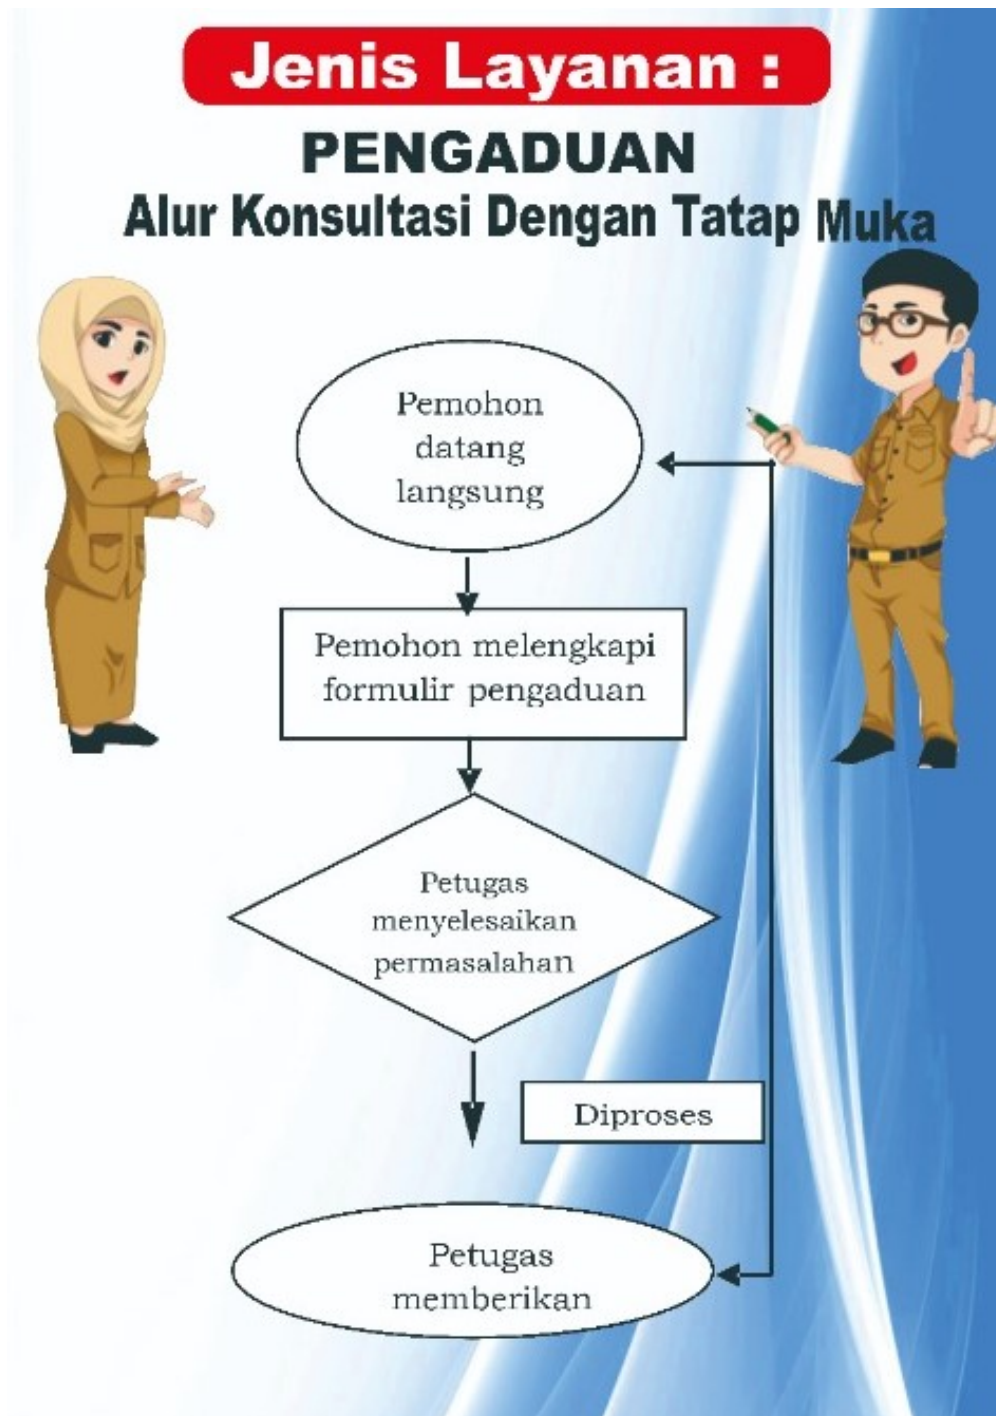 Jenis Layanan :
PENGADUAN
Alur Konsultasi Dengan Tatap Muka
Pemohon
datang
langsung
Pemohon melengkapi
formulir pengaduan
Petugas
menyelesaikan
permasalahan
Diproses
Petugas
memberikan